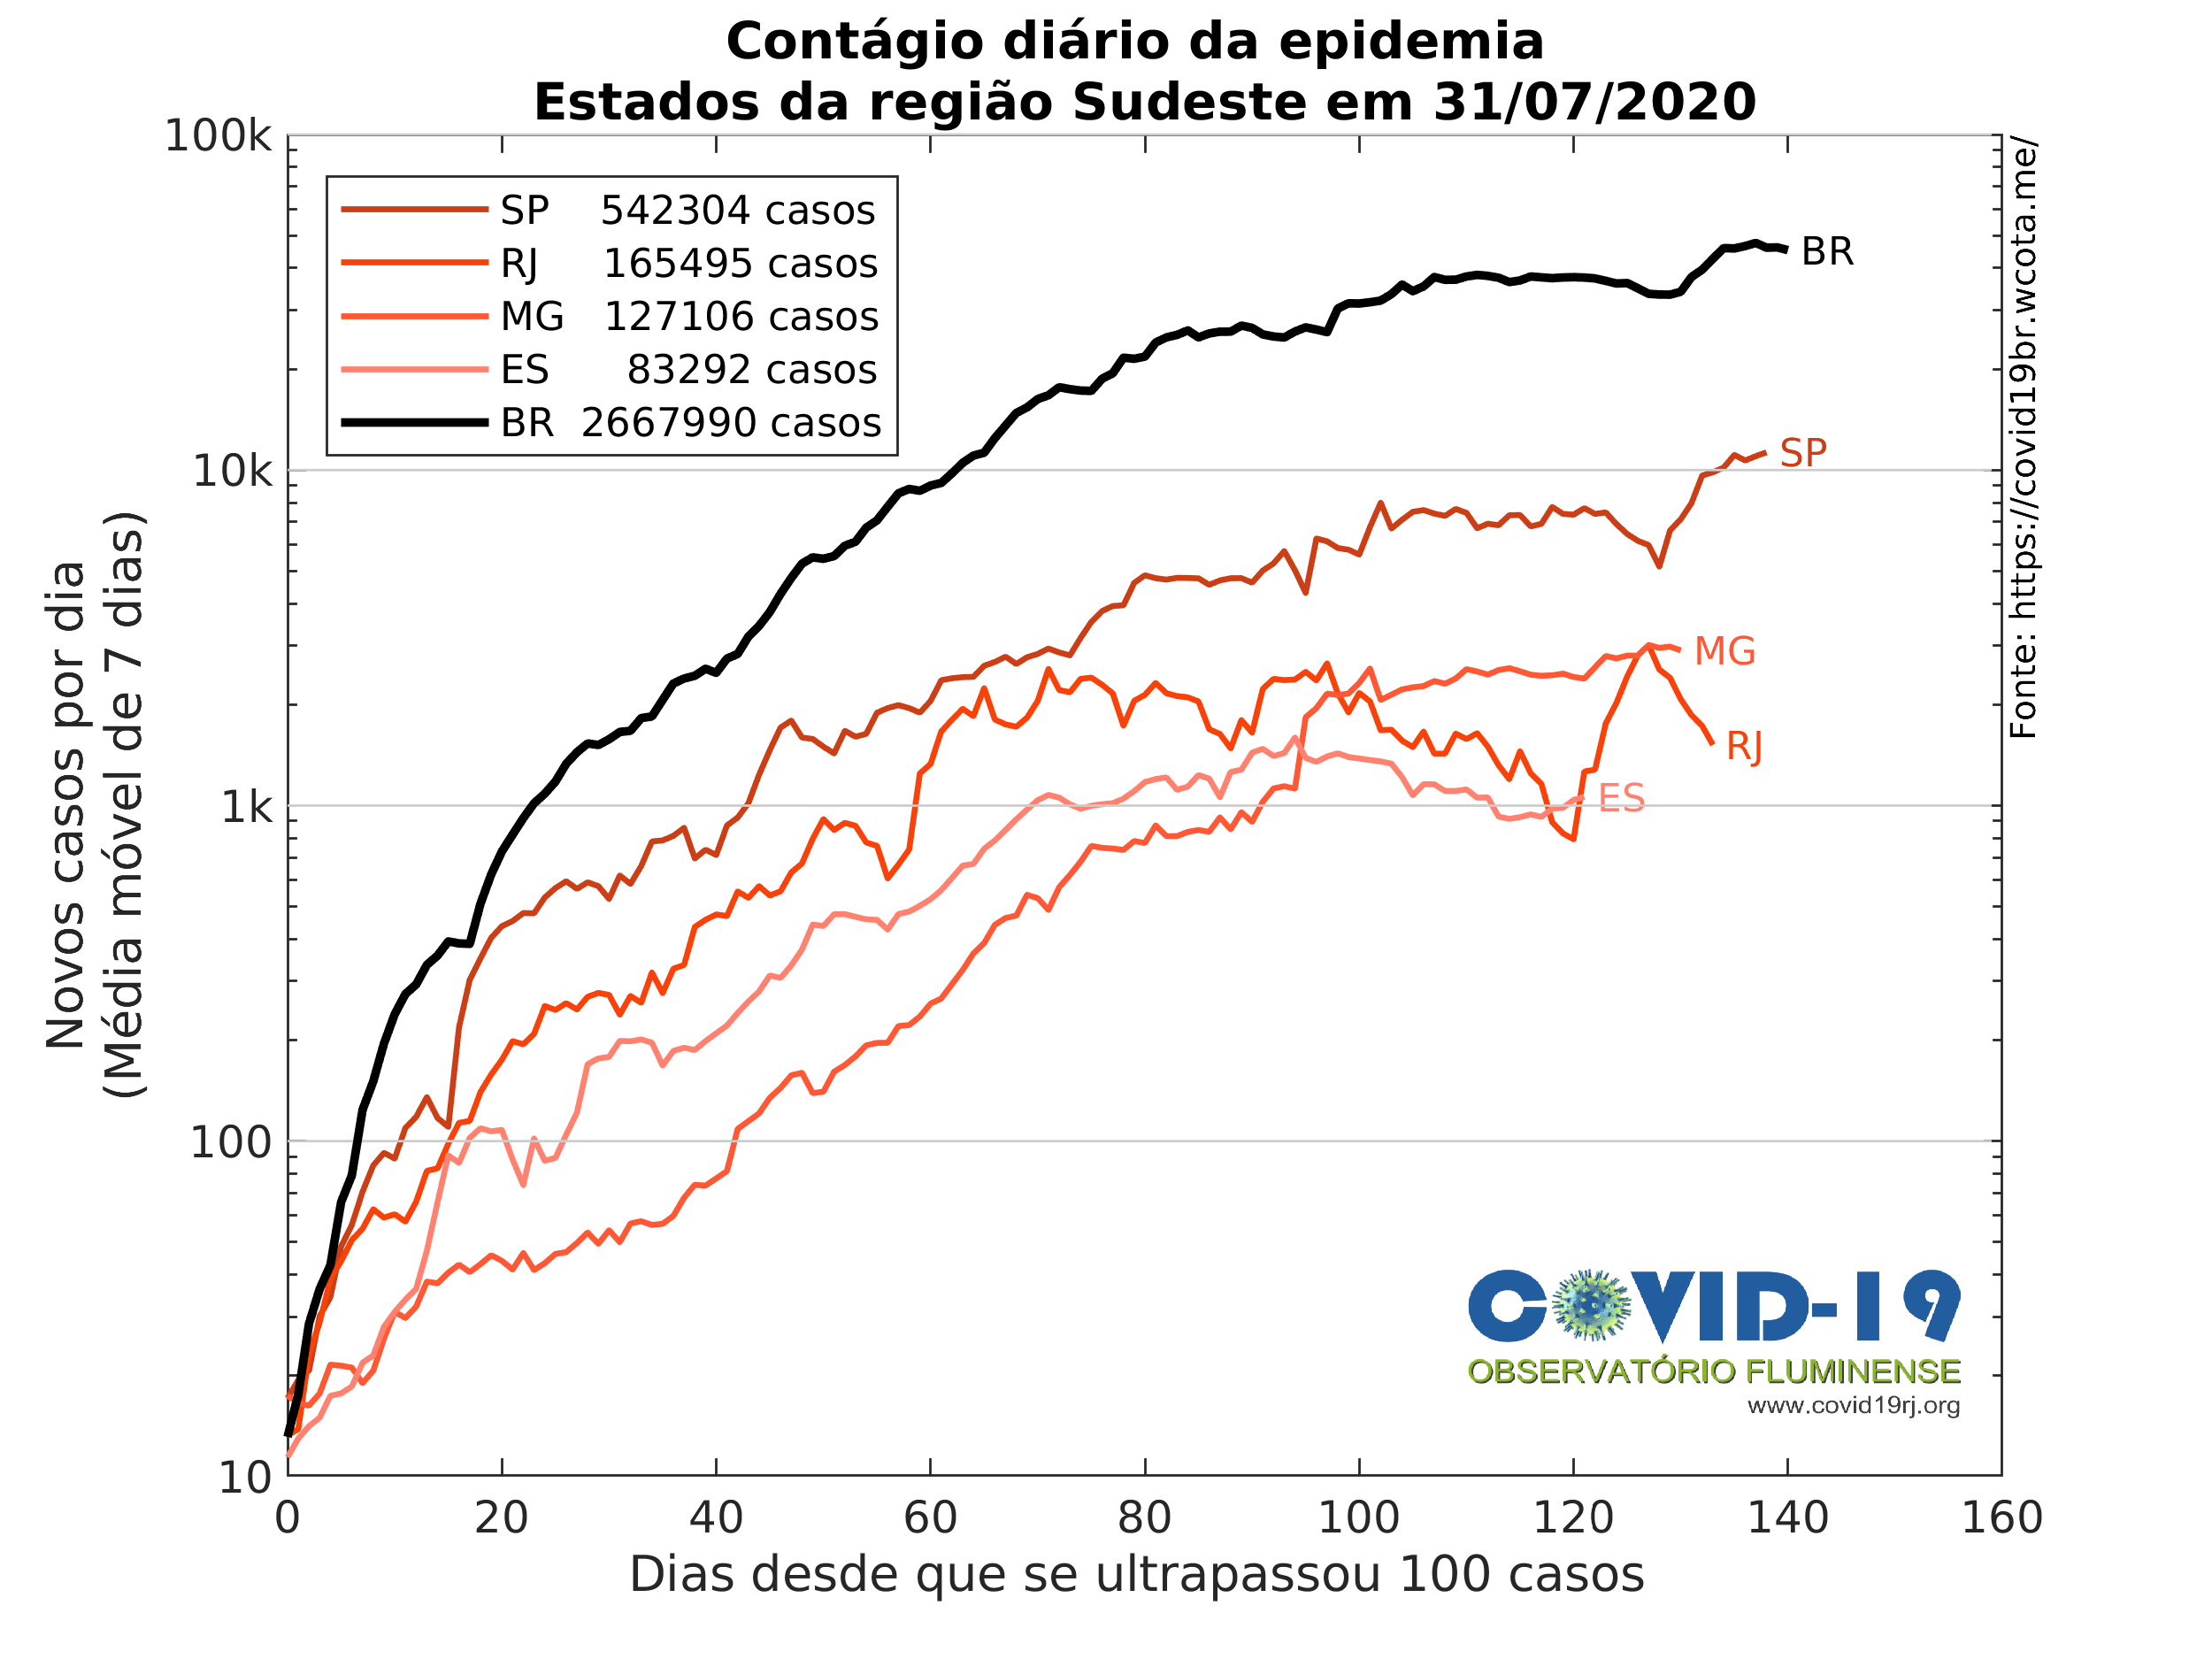 Contágio diário da epidemia
Estados da região Sudeste em 31/07/2020
Novos casos por dia
(Média móvel de 7 dias)
100k
10k
1k
100
10
SP 542304 casos
RJ 165495 casos
MG 127106 casos
ES 83292 casos
BR 2667990 casos
BR
SP
MG
RJ
ES
Fonte: https://covid19br.wcota.me/
COVID-19
OBSERVATÓRIO FLUMINENSE
www.covid19rj.org
0 20 40 60 80 100 120 140 160
Dias desde que se ultrapassou 100 casos